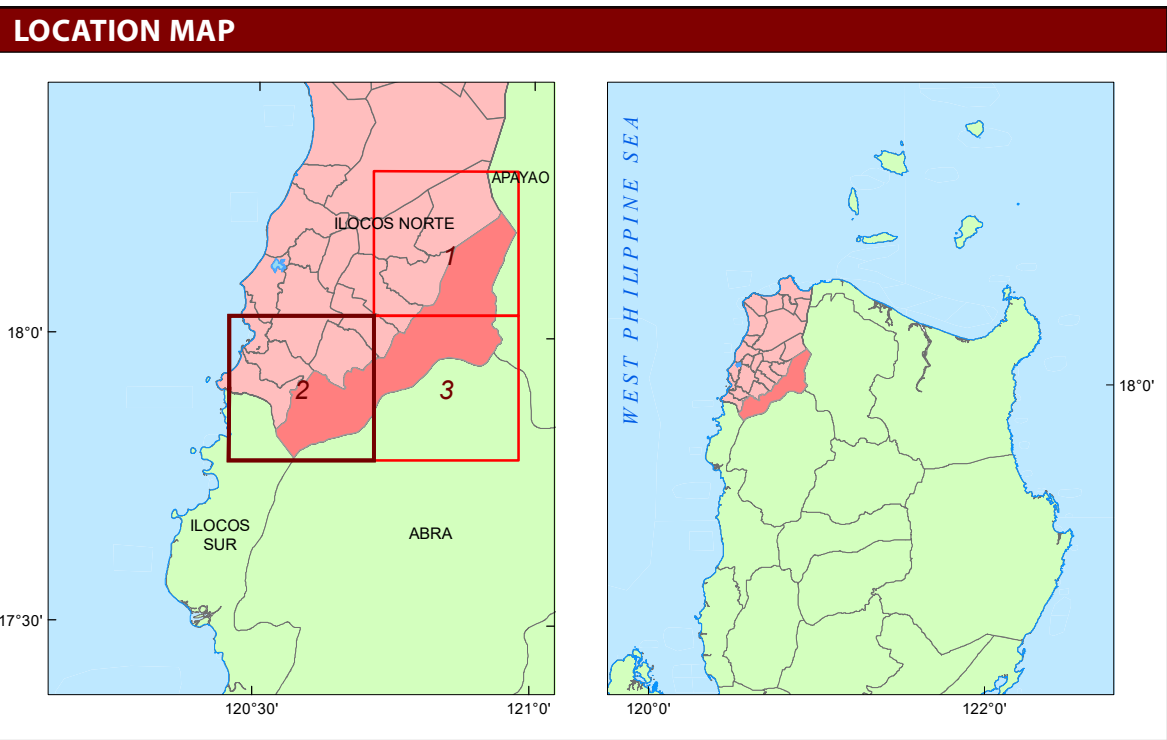 LOCATION MAP
APAYAO
ILOCOS NORTE
1
18°0'
2
3
ILOCOS
SUR
ABRA
17°30'
120°30'
121°0'
WEST PHILIPPINE SEA
18°0'
120°0'
122°0'